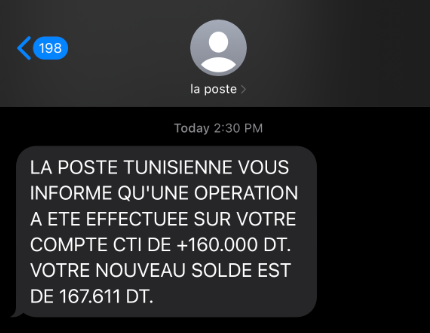 198
la poste
Today 2:30 PM
LA POSTE TUNISIENNE VOUS
INFORME QU'UNE OPERATION
A ETE EFFECTUEE SUR VOTRE
COMPTE CTI DE +160.000 DT.
VOTRE NOUVEAU SOLDE EST
DE 167.611 DT.